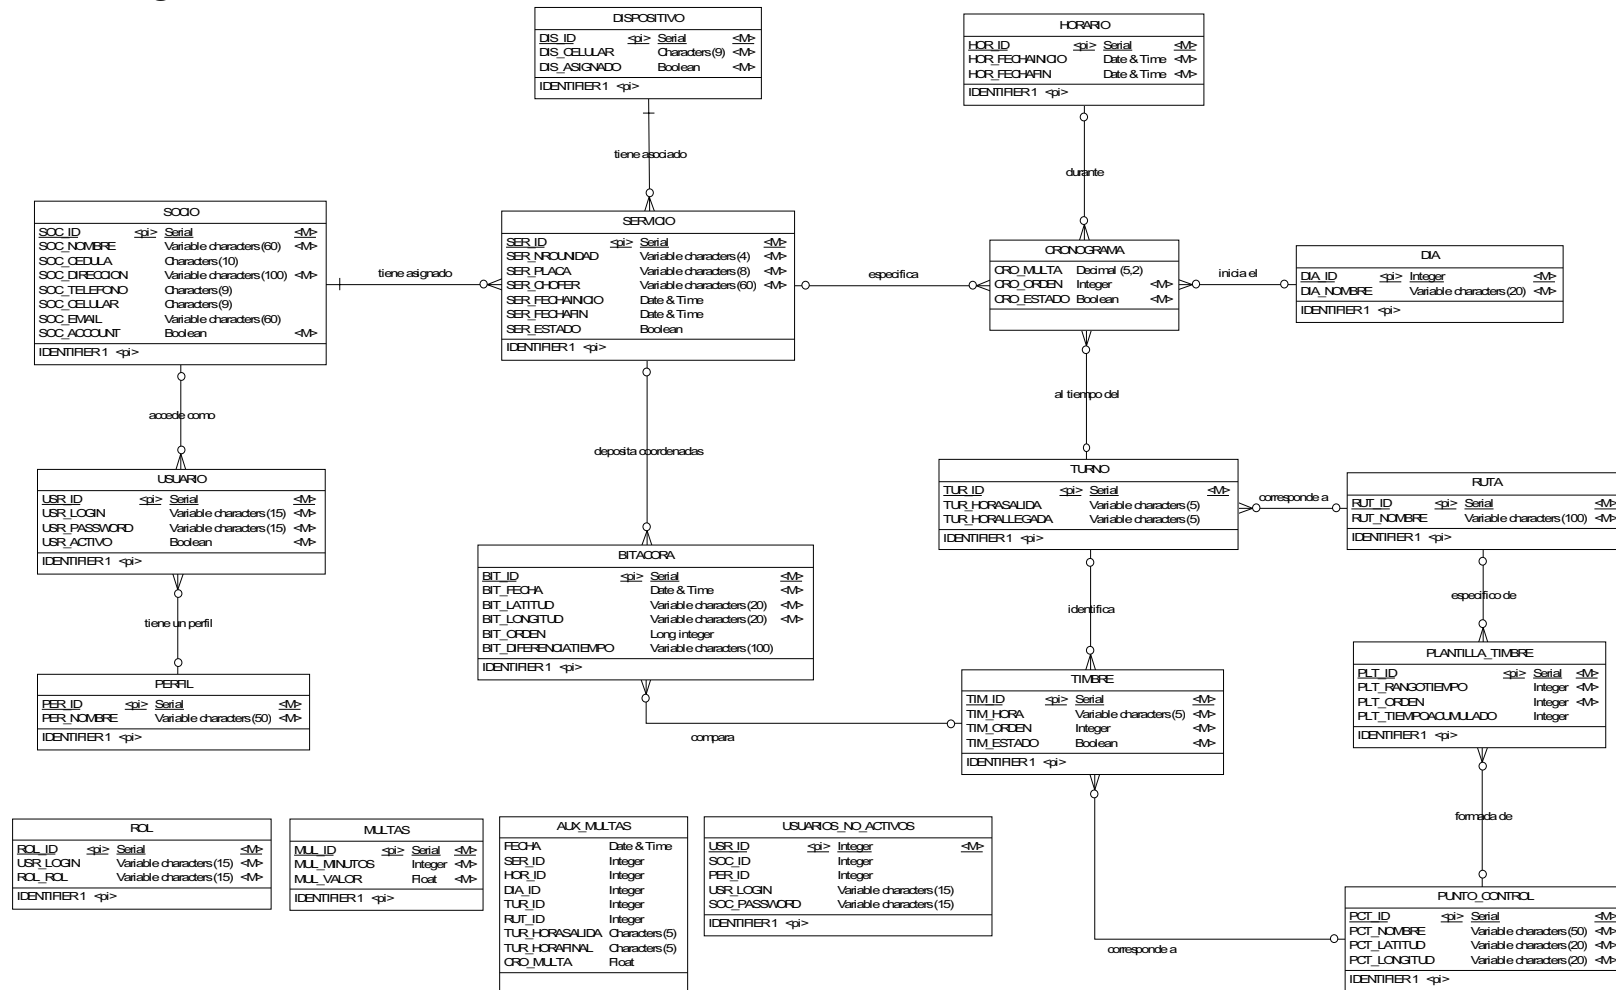 DISPOSITIVO
DIS_ID <pi> Serial <M>
DIS_CELULAR Characters (9) <M>
DIS_ASIGNADO Boolean <M>
IDENTIFIER 1 <pi>
HORARIO
HOR_ID <pi> Serial <M>
HOR_FECHAINICIO Date & Time <M>
HOR_FECHAFIN Date & Time <M>
IDENTIFIER 1 <pi>
tiene asociado
durante
SOCIO
SOC_ID <pi> Serial <M>
SOC_NOMBRE Variable characters (60) <M>
SOC_CEDULA Characters (10)
SOC_DIRECCION Variable characters (100) <M>
SOC_TELEFONO Characters (9)
SOC_CELULAR Characters (9)
SOC_EMAIL Variable characters (60)
SOC_ACCOUNT Boolean <M>
IDENTIFIER 1 <pi>
tiene asignado
SERVICIO
SER_ID <pi> Serial <M>
SER_NROUNIDAD Variable characters (4) <M>
SER_PLACA Variable characters (8) <M>
SER_CHOFER Variable characters (60) <M>
SER_FECHAINICIO Date & Time
SER_FECHAFIN Date & Time
SER_ESTADO Boolean
IDENTIFIER 1 <pi>
especifica
CRONOGRAMA
CRO_MULTA Decimal (5,2)
CRO_ORDEN Integer <M>
CRO_ESTADO Boolean <M>
inicia el
DIA
DIA_ID <pi> Integer <M>
DIA_NOMBRE Variable characters (20) <M>
IDENTIFIER 1 <pi>
accede como
deposita coordenadas
al tiempo del
USUARIO
USR_ID <pi> Serial <M>
USR_LOGIN Variable characters (15) <M>
USR_PASSWORD Variable characters (15) <M>
USR_ACTIVO Boolean <M>
IDENTIFIER 1 <pi>
TURNO
TUR_ID <pi> Serial <M>
TUR_HORASALIDA Variable characters (5)
TUR_HORALLEGADA Variable characters (5)
IDENTIFIER 1 <pi>
corresponde a
RUTA
RUT_ID <pi> Serial <M>
RUT_NOMBRE Variable characters (100) <M>
IDENTIFIER 1 <pi>
BITACORA
BIT_ID <pi> Serial <M>
BIT_FECHA Date & Time <M>
BIT_LATITUD Variable characters (20) <M>
BIT_LONGITUD Variable characters (20) <M>
BIT_ORDEN Long integer
BIT_DIFERENCIATIEMPO Variable characters (100)
IDENTIFIER 1 <pi>
identifica
especifico de
tiene un perfil
PERFIL
PER_ID <pi> Serial <M>
PER_NOMBRE Variable characters (50) <M>
IDENTIFIER 1 <pi>
compara
TIMBRE
TIM_ID <pi> Serial <M>
TIM_HORA Variable characters (5) <M>
TIM_ORDEN Integer <M>
TIM_ESTADO Boolean <M>
IDENTIFIER 1 <pi>
PLANTILLA_TIMBRE
PLT_ID <pi> Serial <M>
PLT_RANGOTIEMPO Integer <M>
PLT_ORDEN Integer <M>
PLT_TIEMPOACUMULADO Integer
IDENTIFIER 1 <pi>
formada de
ROL
ROL_ID <pi> Serial <M>
USR_LOGIN Variable characters (15) <M>
ROL_ROL Variable characters (15) <M>
IDENTIFIER 1 <pi>
MULTAS
MUL_ID <pi> Serial <M>
MUL_MINUTOS Integer <M>
MUL_VALOR Float <M>
IDENTIFIER 1 <pi>
AUX_MULTAS
FECHA Date & Time
SER_ID Integer
HOR_ID Integer
DIA_ID Integer
TUR_ID Integer
RUT_ID Integer
TUR_HORASALIDA Characters (5)
TUR_HORAFINAL Characters (5)
CRO_MULTA Float
USUARIOS_NO_ACTIVOS
USR_ID <pi> Integer <M>
SOC_ID Integer
PER_ID Integer
USR_LOGIN Variable characters (15)
SOC_PASSWORD Variable characters (15)
IDENTIFIER 1 <pi>
corresponde a
PUNTO_CONTROL
PCT_ID <pi> Serial <M>
PCT_NOMBRE Variable characters (50) <M>
PCT_LATITUD Variable characters (20) <M>
PCT_LONGITUD Variable characters (20) <M>
IDENTIFIER 1 <pi>